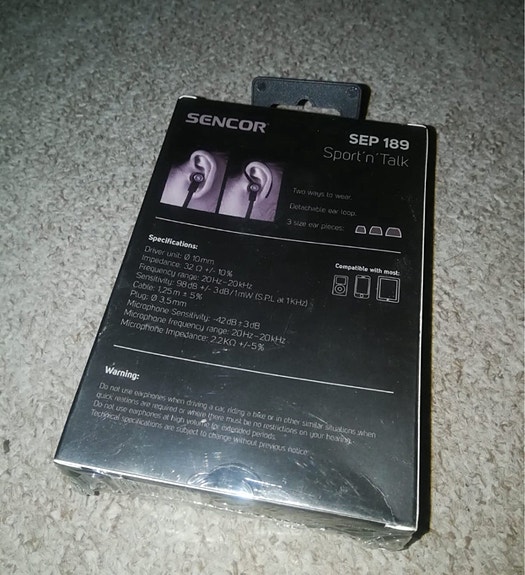 SENCOR
SEP 189
Sport'n'Talk
Two ways to wear.
Detachable ear loop.
3 size ear pieces:
Specifications:
Driver unit: Ø 10mm
Impedance: 32 Ω +/- 10%
Frequency range: 20Hz-20kHz
Sensitivity: 98dB +/- 3dB/1mW (S.P.L at 1KHz)
Cable: 1,25 m ± 5%
Plug: Ø 3,5mm
Microphone Sensitivity: -42dB ± 3dB
Microphone frequency range: 20Hz-20kHz
Microphone Impedance: 2.2KΩ +/-5%
Compatible with most:
Warning:
Do not use earphones when driving a car, riding a bike or in other similar situations when
quick reations are required or where there must be no restrictions on your hearing.
Do not use earphones at high volume for extended periods.
Technical specifications are subject to change without previous notice.